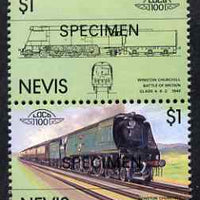 $1
LOCO
100
SPECIMEN
NEVIS
WINSTON CHURCHILL
BATTLE OF BRITAIN
CLASS 4-6-2 1946
LOCO
100
$1
SPECIMEN
NEVIS